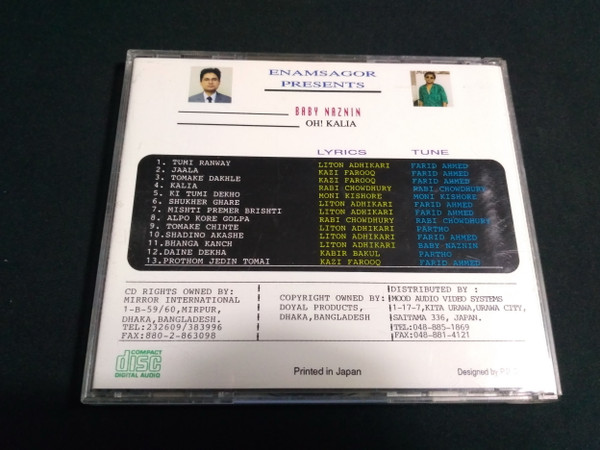 ENAMSAGOR
PRESENTS
BABY NAZNIN
OH! KALIA
LYRICS TUNE
1. TUMI RANWAY LITON ADHIKARI FARID AHMED
2. JAALA KAZI FAROOQ FARID AHMED
3. TOMAKE DAKHLE KAZI FAROOQ FARID AHMED
4. KALIA RABI CHOWDHURY RABI CHOWDHURY
5. KI TUMI DEKHO MONI KISHORE MONI KISHORE
6. SHUKHER GHARE LITON ADHIKARI FARID AHMED
7. MISHTI PREMER BRISHTI LITON ADHIKARI FARID AHMED
8. ALPO KORE GOLPA RABI CHOWDHURY RABI CHOWDHURY
9. TOMAKE CHINTE LITON ADHIKARI PARTHO
10. SHADINO AKASHE LITON ADHIKARI FARID AHMED
11. BHANGA KANCH LITON ADHIKARI BABY NAZNIN
12. DAINE DEKHA KABIR BAKUL PARTHO
13. PROTHOM JEDIN TOMAI KAZI FAROOQ FARID AHMED
CD RIGHTS OWNED BY:
MIRROR INTERNATIONAL
1-B-59/60, MIRPUR,
DHAKA, BANGLADESH.
TEL:232609/383996
FAX:880-2-863098
COPYRIGHT OWNED BY:
DOYAL PRODUCTS,
DHAKA, BANGLADESH
DISTRIBUTED BY :
MOOD AUDIO VIDEO SYSTEMS
1-17-7, KITA URAWA, URAWA CITY,
SAITAMA 336, JAPAN.
TEL:048-885-1869
FAX:048-881-4121
COMPACT
disc
DIGITAL AUDIO
Printed in Japan
Designed by